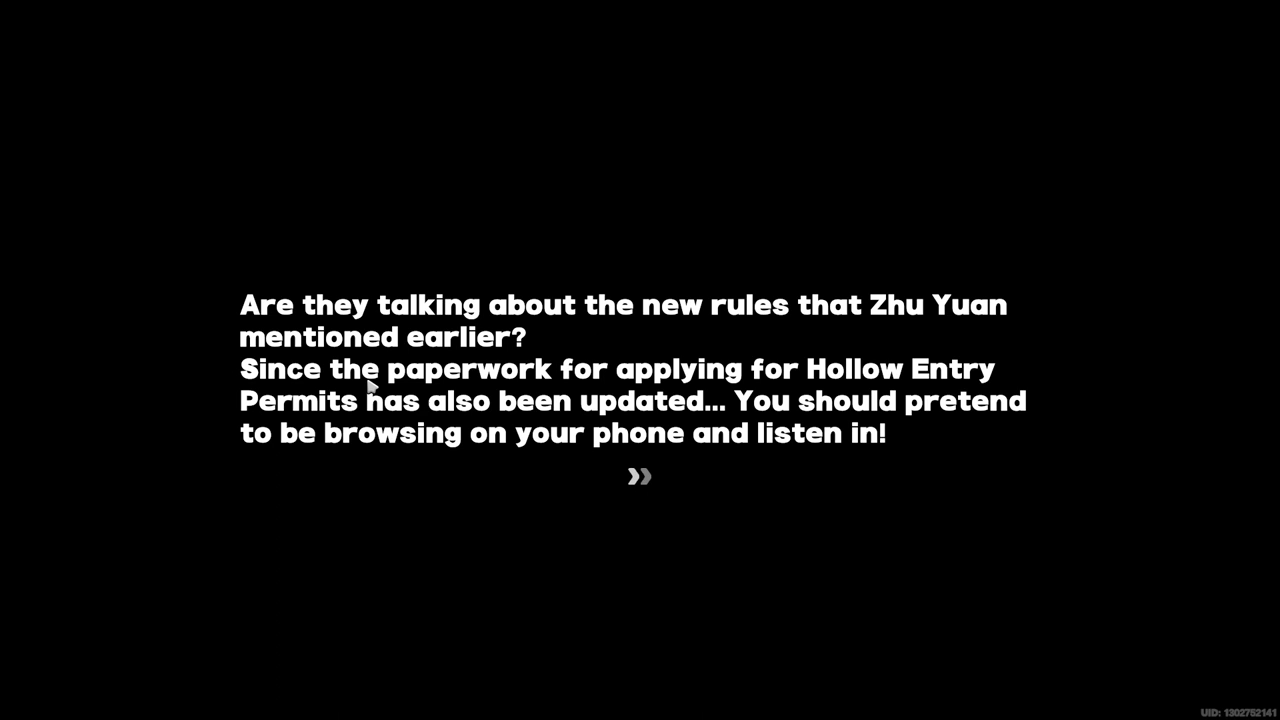 Are they talking about the new rules that Zhu Yuan
mentioned earlier?
Since the paperwork for applying for Hollow Entry
Permits has also been updated... You should pretend
to be browsing on your phone and listen in!
UID: 1302752141